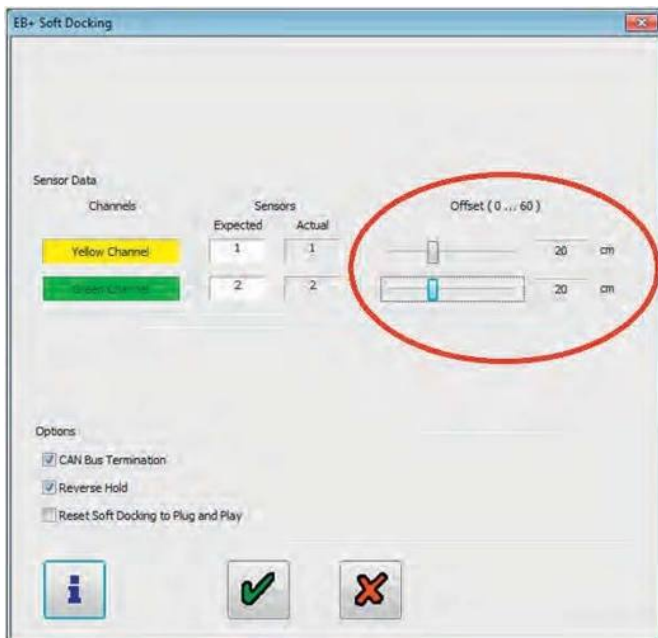 EB+ Soft Docking
Sensor Data
Channels Sensors Offset ( 0 ... 60 )
Expected Actual
Yellow Channel 1 1 20 cm
Green Channel 2 2 20 cm
Options
CAN Bus Termination
Reverse Hold
Reset Soft Docking to Plug and Play